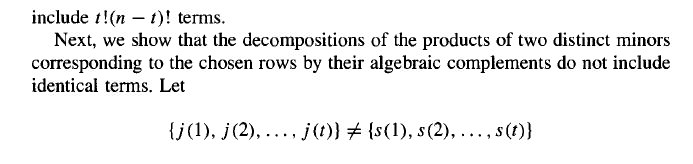 include t!(n − t)! terms.
Next, we show that the decompositions of the products of two distinct minors
corresponding to the chosen rows by their algebraic complements do not include
identical terms. Let
{j(1), j(2), . . . , j(t)} ≠ {s(1), s(2), . . . , s(t)}